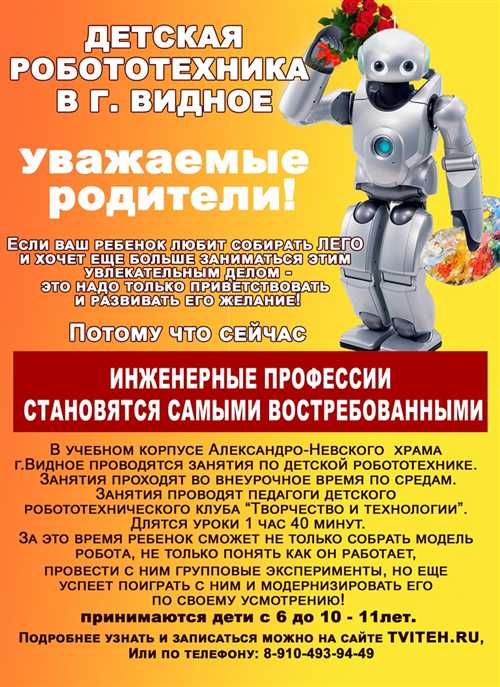 ДЕТСКАЯ
РОБОТОТЕХНИКА
В Г. ВИДНОЕ
Уважаемые
родители!
Если ваш ребенок любит собирать ЛЕГО
и хочет еще больше заниматься этим
увлекательным делом -
это надо только приветствовать
и развивать его желание!
Потому что сейчас
ИНЖЕНЕРНЫЕ ПРОФЕССИИ
СТАНОВЯТСЯ САМЫМИ ВОСТРЕБОВАННЫМИ
В учебном корпусе Александро-Невского храма
г.Видное проводятся занятия по детской робототехнике.
Занятия проходят во внеурочное время по средам.
Занятия проводят педагоги детского
робототехнического клуба "Творчество и технологии".
Длятся уроки 1 час 40 минут.
За это время ребенок сможет не только собрать модель
робота, не только понять как он работает,
провести с ним групповые эксперименты, но еще
успеет поиграть с ним и модернизировать его
по своему усмотрению!
принимаются дети с 6 до 10 - 11лет.
Подробнее узнать и записаться можно на сайте TVITEH.RU,
Или по телефону: 8-910-493-94-49